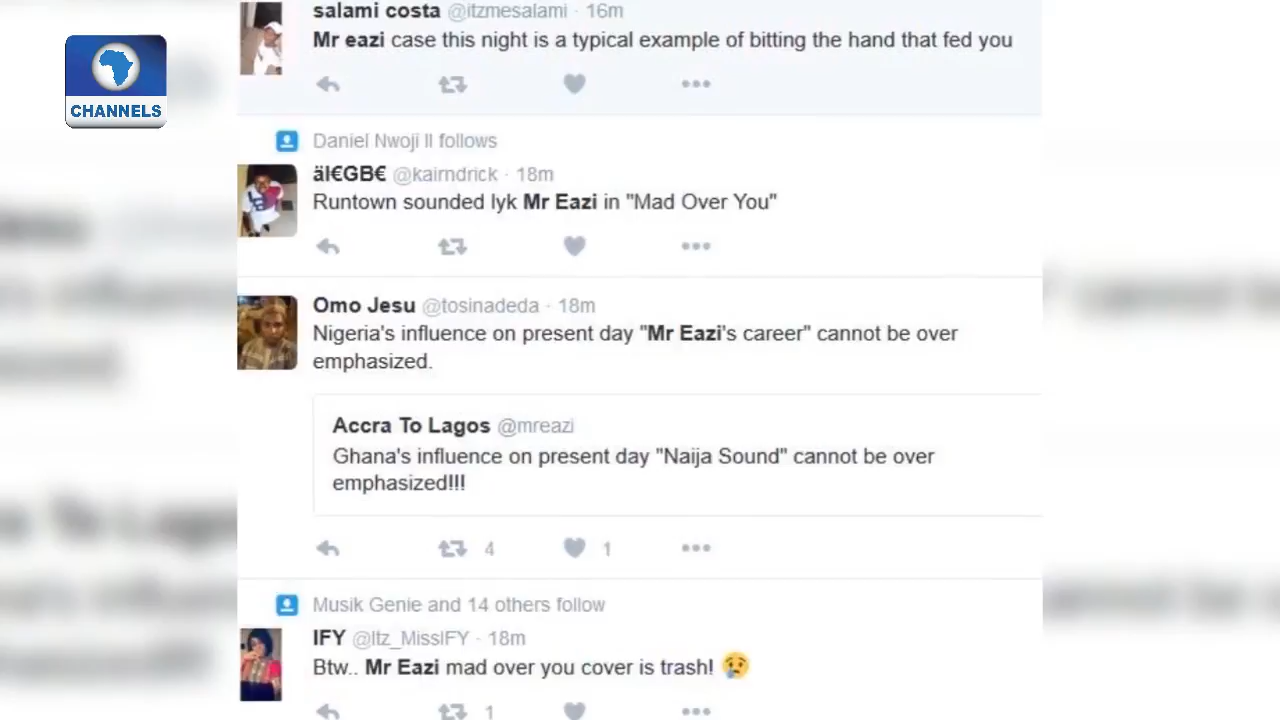 CHANNELS
salami costa @itzmesalami · 16m
Mr eazi case this night is a typical example of bitting the hand that fed you
Daniel Nwoji II follows
äl€GB€ @kairndrick · 18m
Runtown sounded lyk Mr Eazi in "Mad Over You"
Omo Jesu @tosinadeda · 18m
Nigeria's influence on present day "Mr Eazi's career" cannot be over
emphasized.
Accra To Lagos @mreazi
Ghana's influence on present day "Naija Sound" cannot be over
emphasized!!!
4 1
Musik Genie and 14 others follow
IFY @Itz_MissIFY · 18m
Btw.. Mr Eazi mad over you cover is trash! 😢
1